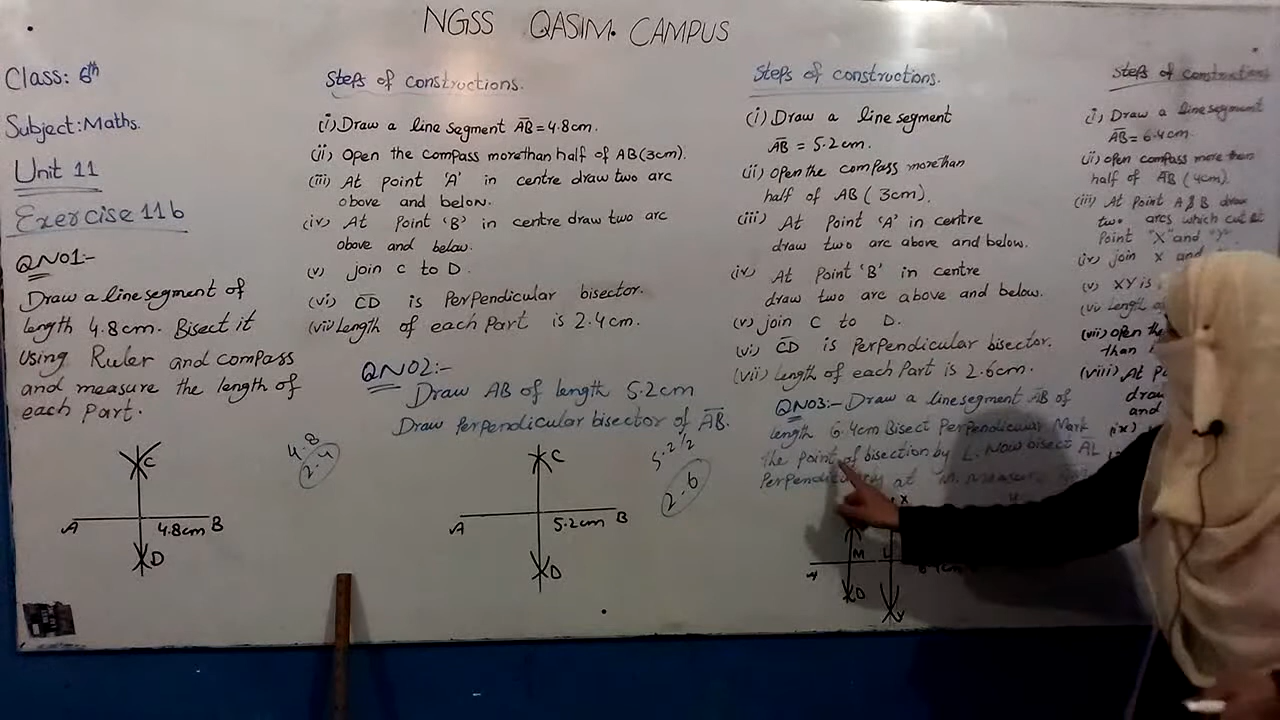 NGSS QASIM. CAMPUS
Class: 6th
Subject: Maths.
Unit 11
Exercise 11b
QNO1:-
Draw a line segment of
length 4.8cm. Bisect it
using Ruler and compass
and measure the length of
each part.
C
A 4.8cm B
D
4.8
2.4
Steps of constructions.
(i) Draw a line segment AB = 4.8cm.
(ii) Open the compass morethan half of AB (3cm).
(iii) At point 'A' in centre draw two arc
obove and below.
(iv) At point 'B' in centre draw two arc
obove and below.
(v) join C to D.
(vi) CD is Perpendicular bisector.
(vii) Length of each Part is 2.4cm.
QNO2:-
Draw AB of length 5.2cm
Draw Perpendicular bisector of AB.
C
A 5.2cm B
D
5.2/2
2.6
Steps of constructions.
(i) Draw a line segment
AB = 5.2cm.
(ii) Open the compass morethan
half of AB (3cm).
(iii) At Point 'A' in centre
draw two arc above and below.
(iv) At Point 'B' in centre
draw two arc above and below.
(v) join C to D.
(vi) CD is Perpendicular bisector.
(vii) Length of each Part is 2.6cm.
QNO3:- Draw a line segment AB of
length 6.4cm Bisect Perpendicular Mark
the point of bisection by L. Now bisect AL
Perpendicularly at m. measure
X
A M L
D
Y
Steps of constructions
(i) Draw a line segment
AB = 6.4cm.
(ii) open compass more than
half of AB (4cm).
(iii) At Point A & B draw
two arcs which cut at
Point "X" and "Y".
(iv) join X and
(v) XY is
(vi) Length
(vii) open the
than
(viii) At
draw
and
(ix)